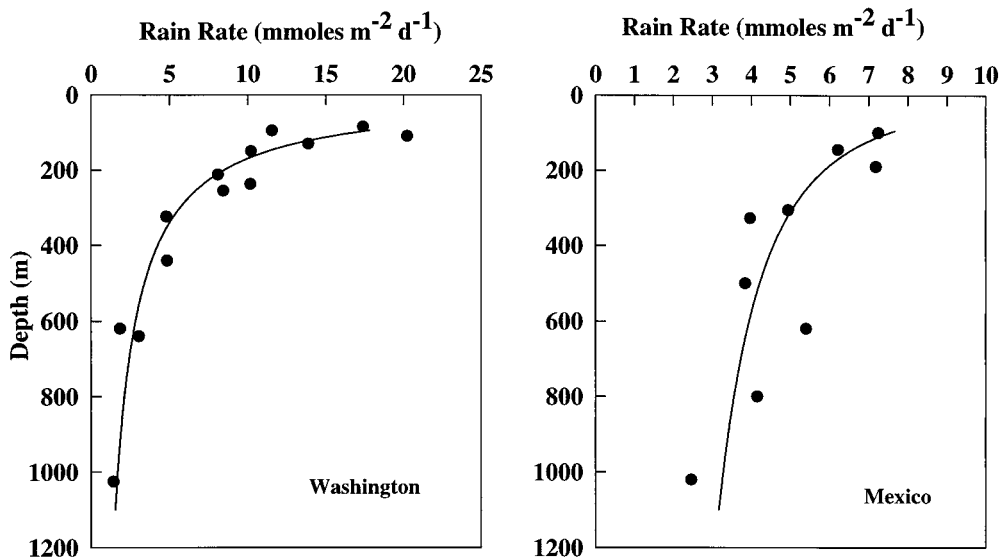 Rain Rate (mmoles m-2 d-1)
0 5 10 15 20 25
0
200
400
600
800
1000
1200
Depth (m)
Washington
Rain Rate (mmoles m-2 d-1)
0 1 2 3 4 5 6 7 8 9 10
0
200
400
600
800
1000
1200
Mexico